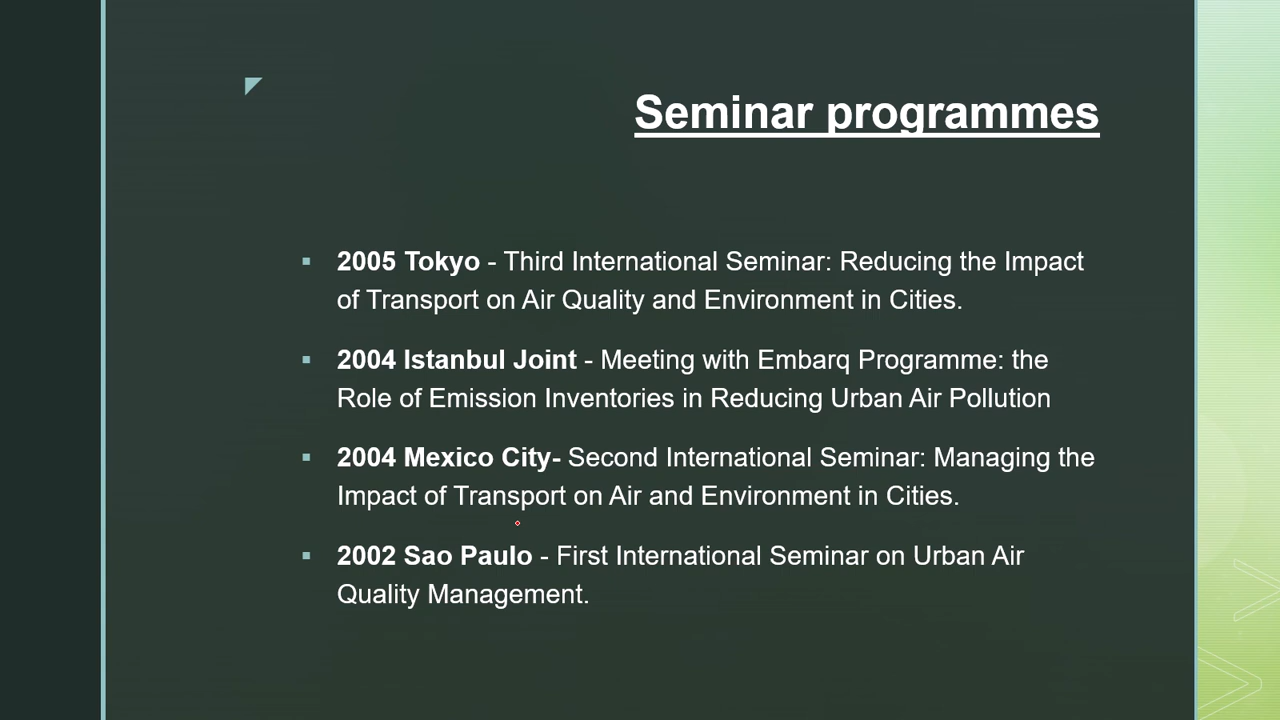 Seminar programmes
2005 Tokyo - Third International Seminar: Reducing the Impact
of Transport on Air Quality and Environment in Cities.
2004 Istanbul Joint - Meeting with Embarq Programme: the
Role of Emission Inventories in Reducing Urban Air Pollution
2004 Mexico City- Second International Seminar: Managing the
Impact of Transport on Air and Environment in Cities.
2002 Sao Paulo - First International Seminar on Urban Air
Quality Management.